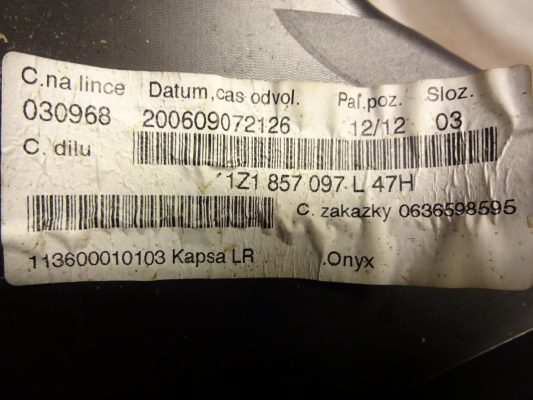 C.na lince Datum,cas odvol. Pal.poz. Sloz.
030968 200609072126 12/12 03
C. dilu
1Z1 857 097 L 47H
C. zakazky 0636598595
113600010103 Kapsa LR .Onyx